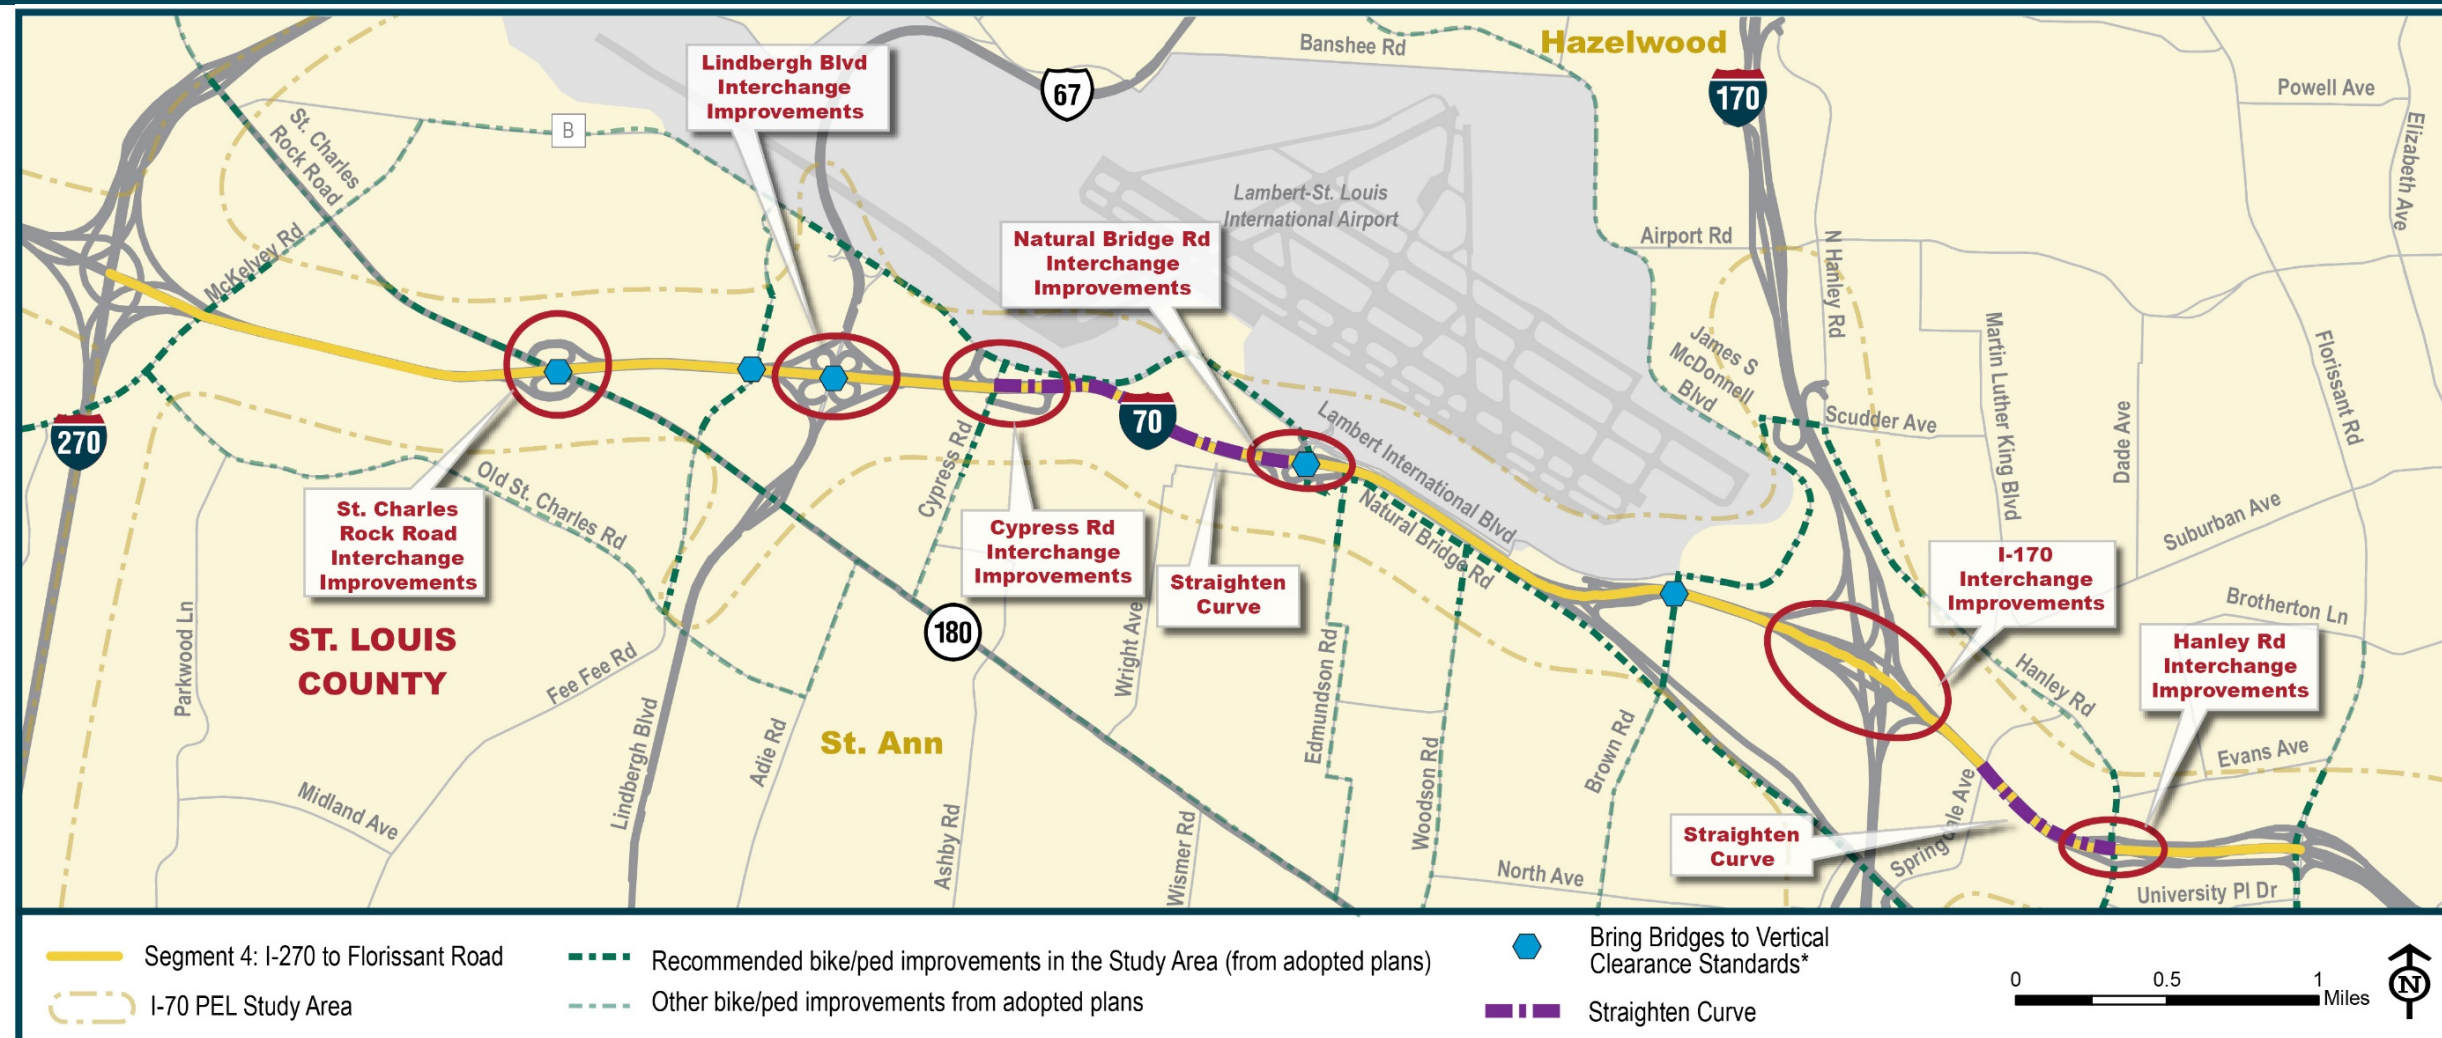 Lindbergh Blvd
Interchange
Improvements
67
Banshee Rd
Hazelwood
170
Powell Ave
Elizabeth Ave
St. Charles
Rock Road
B
McKelvey Rd
Lambert-St. Louis
International Airport
Natural Bridge Rd
Interchange
Improvements
Airport Rd
N Hanley Rd
James S
McDonnell
Blvd
Martin Luther King Blvd
Florissant Rd
Dade Ave
Scudder Ave
270
70
Cypress Rd
Lambert International Blvd
Natural Bridge Rd
Old St. Charles Rd
St. Charles
Rock Road
Interchange
Improvements
Cypress Rd
Interchange
Improvements
Straighten
Curve
Suburban Ave
I-170
Interchange
Improvements
Brotherton Ln
Hanley Rd
Interchange
Improvements
Hanley Rd
Parkwood Ln
ST. LOUIS
COUNTY
Fee Fee Rd
180
Wright Ave
Edmundson Rd
Lindbergh Blvd
Adie Rd
St. Ann
Woodson Rd
Brown Rd
Evans Ave
Midland Ave
Ashby Rd
Wismer Rd
North Ave
Straighten
Curve
Springdale Ave
University Pl Dr
Segment 4: I-270 to Florissant Road
I-70 PEL Study Area
Recommended bike/ped improvements in the Study Area (from adopted plans)
Other bike/ped improvements from adopted plans
Bring Bridges to Vertical
Clearance Standards*
Straighten Curve
0 0.5 1
Miles
N